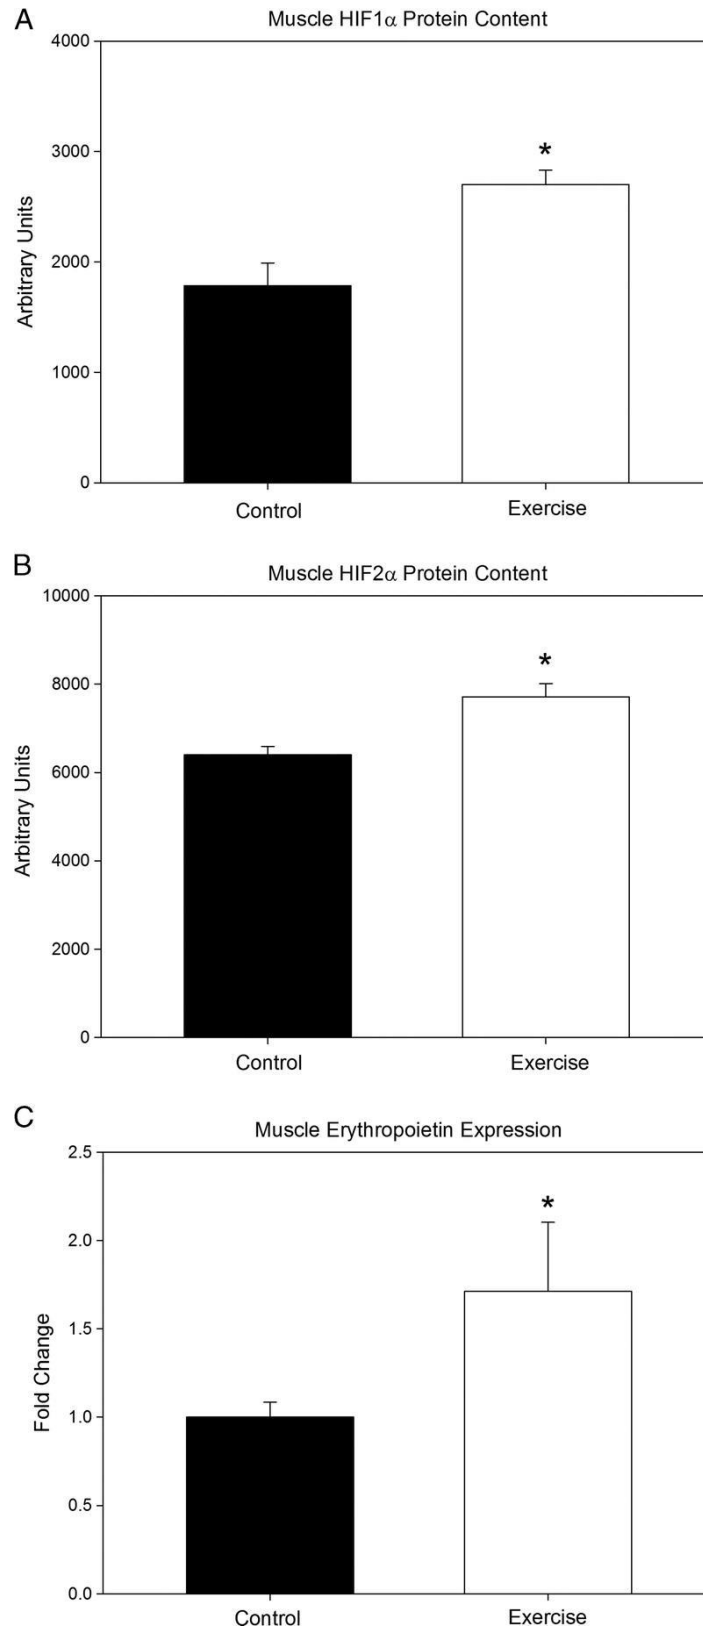 A
Muscle HIF1α Protein Content
4000
3000
2000
1000
0
Arbitrary Units
*
Control Exercise
B
Muscle HIF2α Protein Content
10000
8000
6000
4000
2000
0
Arbitrary Units
*
Control Exercise
C
Muscle Erythropoietin Expression
2.5
2.0
1.5
1.0
0.5
0.0
Fold Change
*
Control Exercise